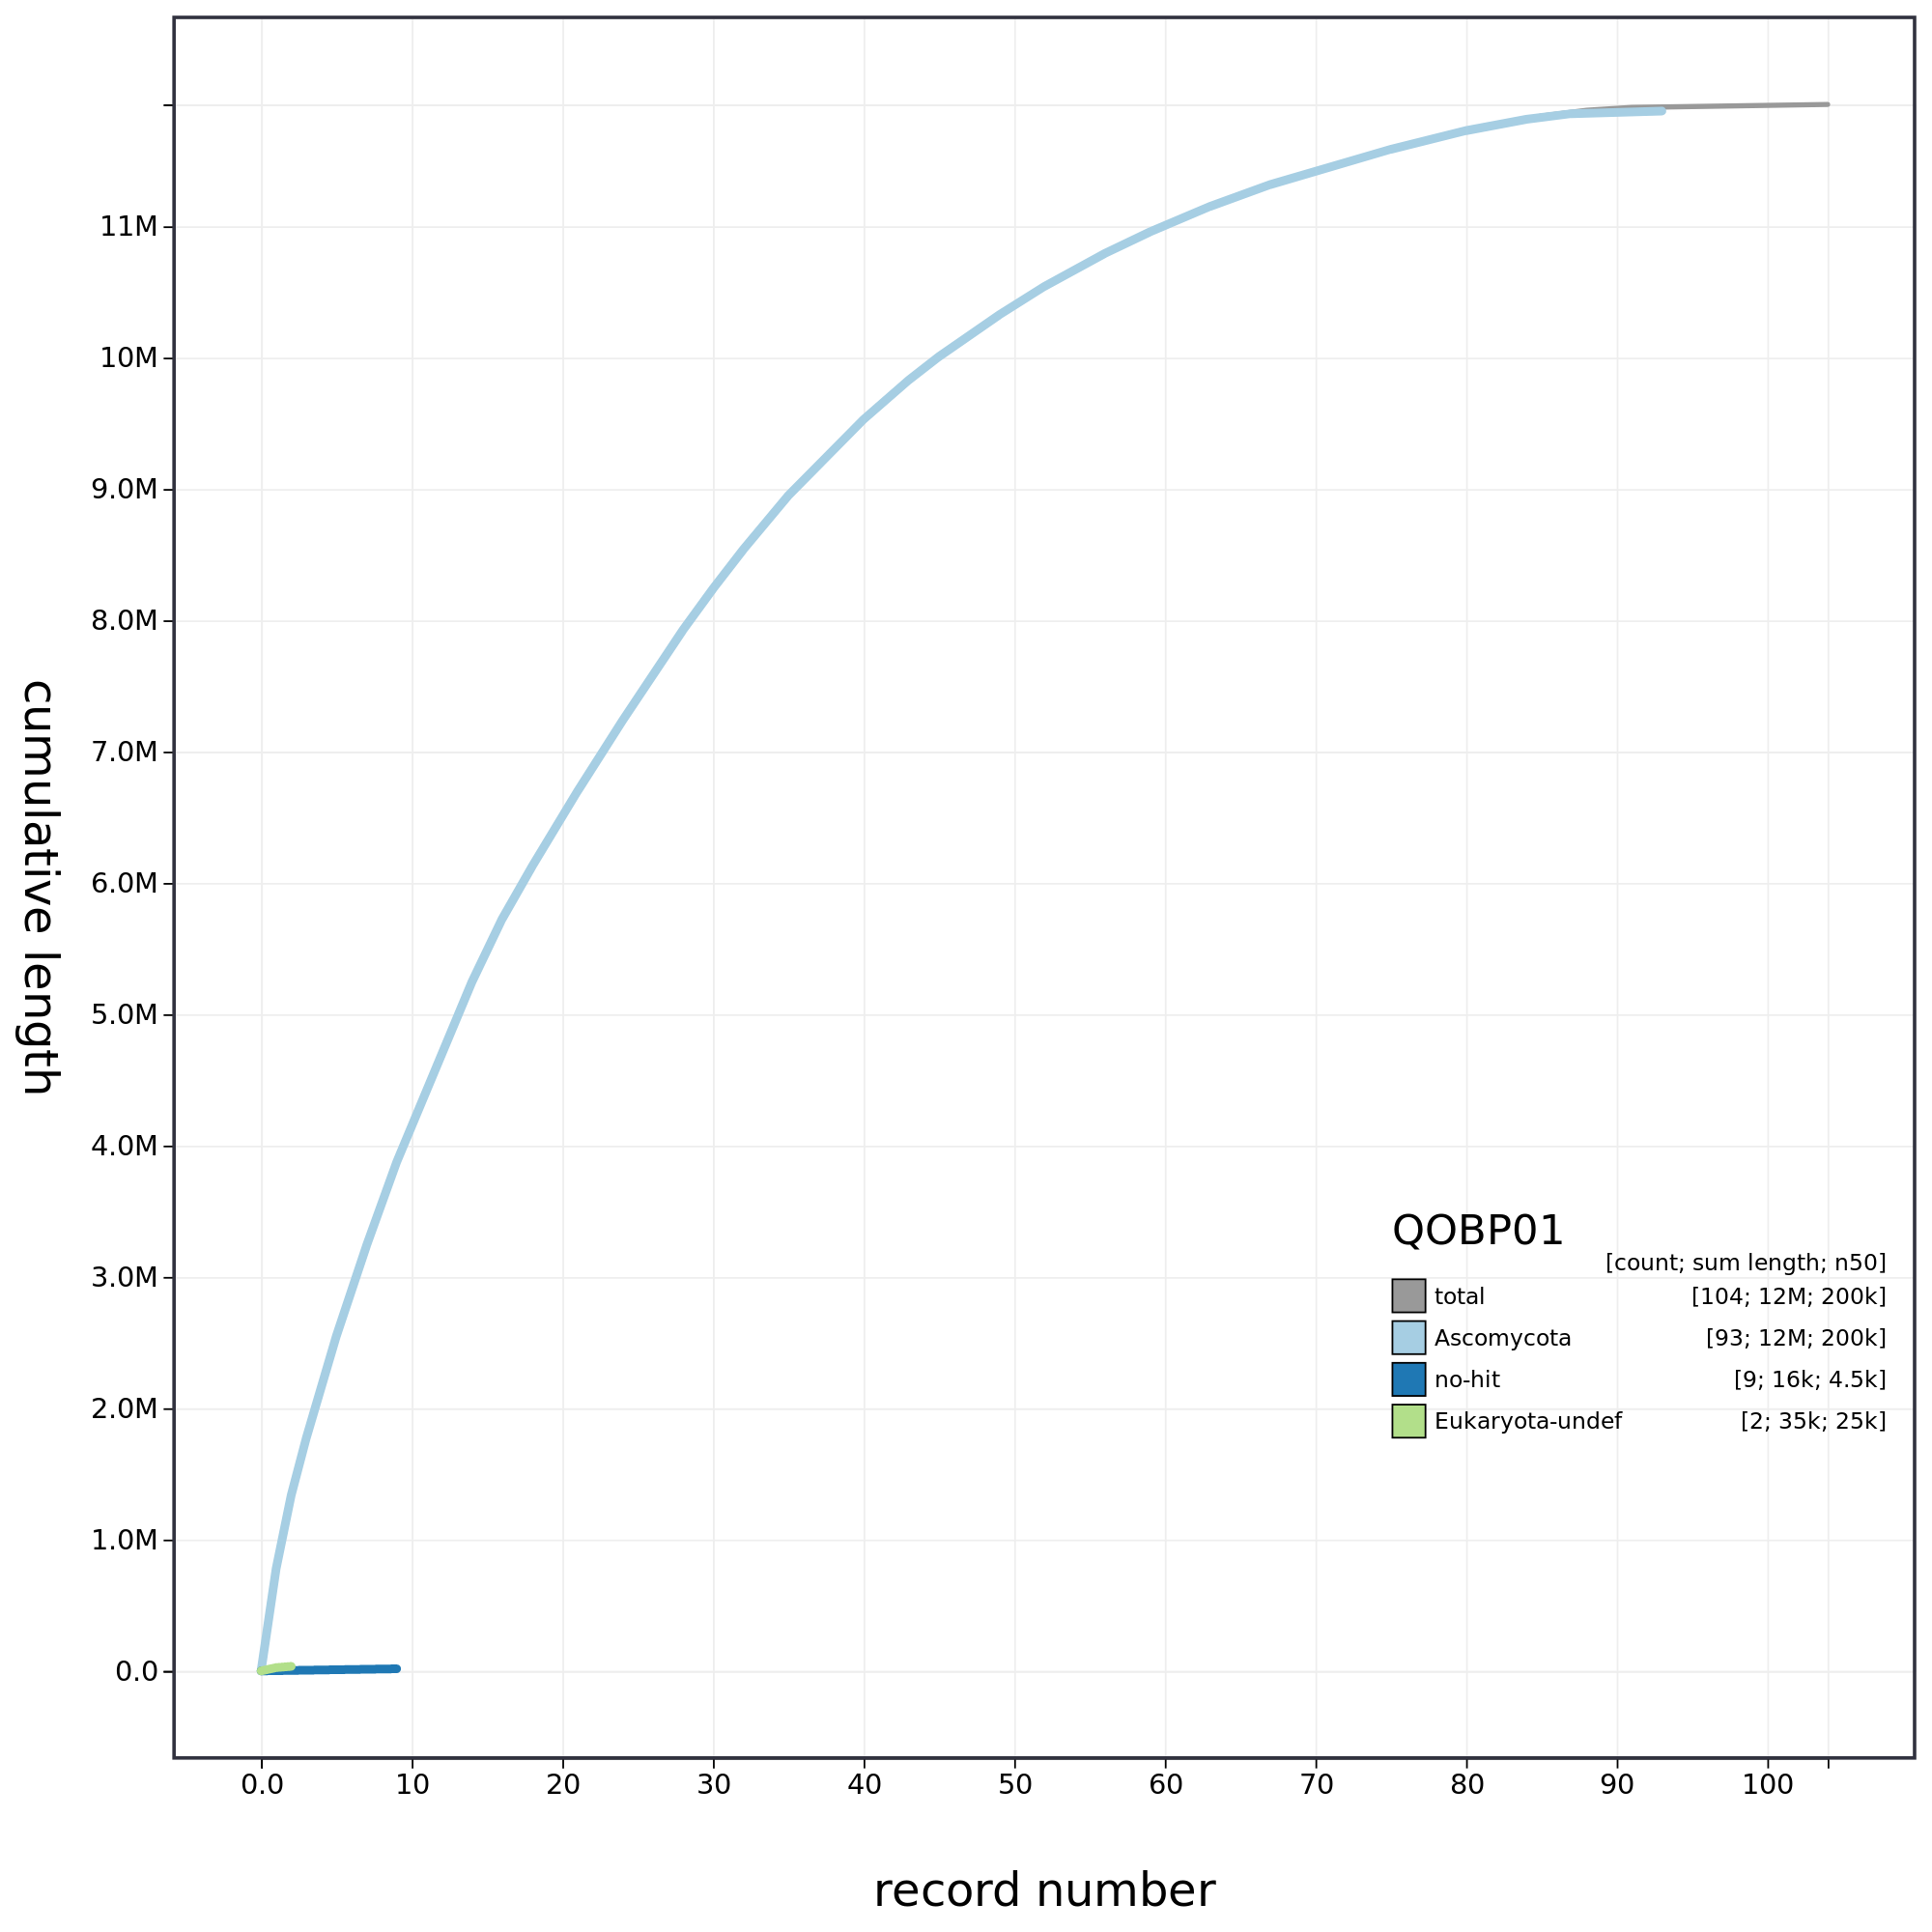 11M
10M
9.0M
8.0M
7.0M
6.0M
5.0M
4.0M
3.0M
2.0M
1.0M
0.0
cumulative length
QOBP01
[count; sum length; n50]
total [104; 12M; 200k]
Ascomycota [93; 12M; 200k]
no-hit [9; 16k; 4.5k]
Eukaryota-undef [2; 35k; 25k]
0.0 10 20 30 40 50 60 70 80 90 100
record number